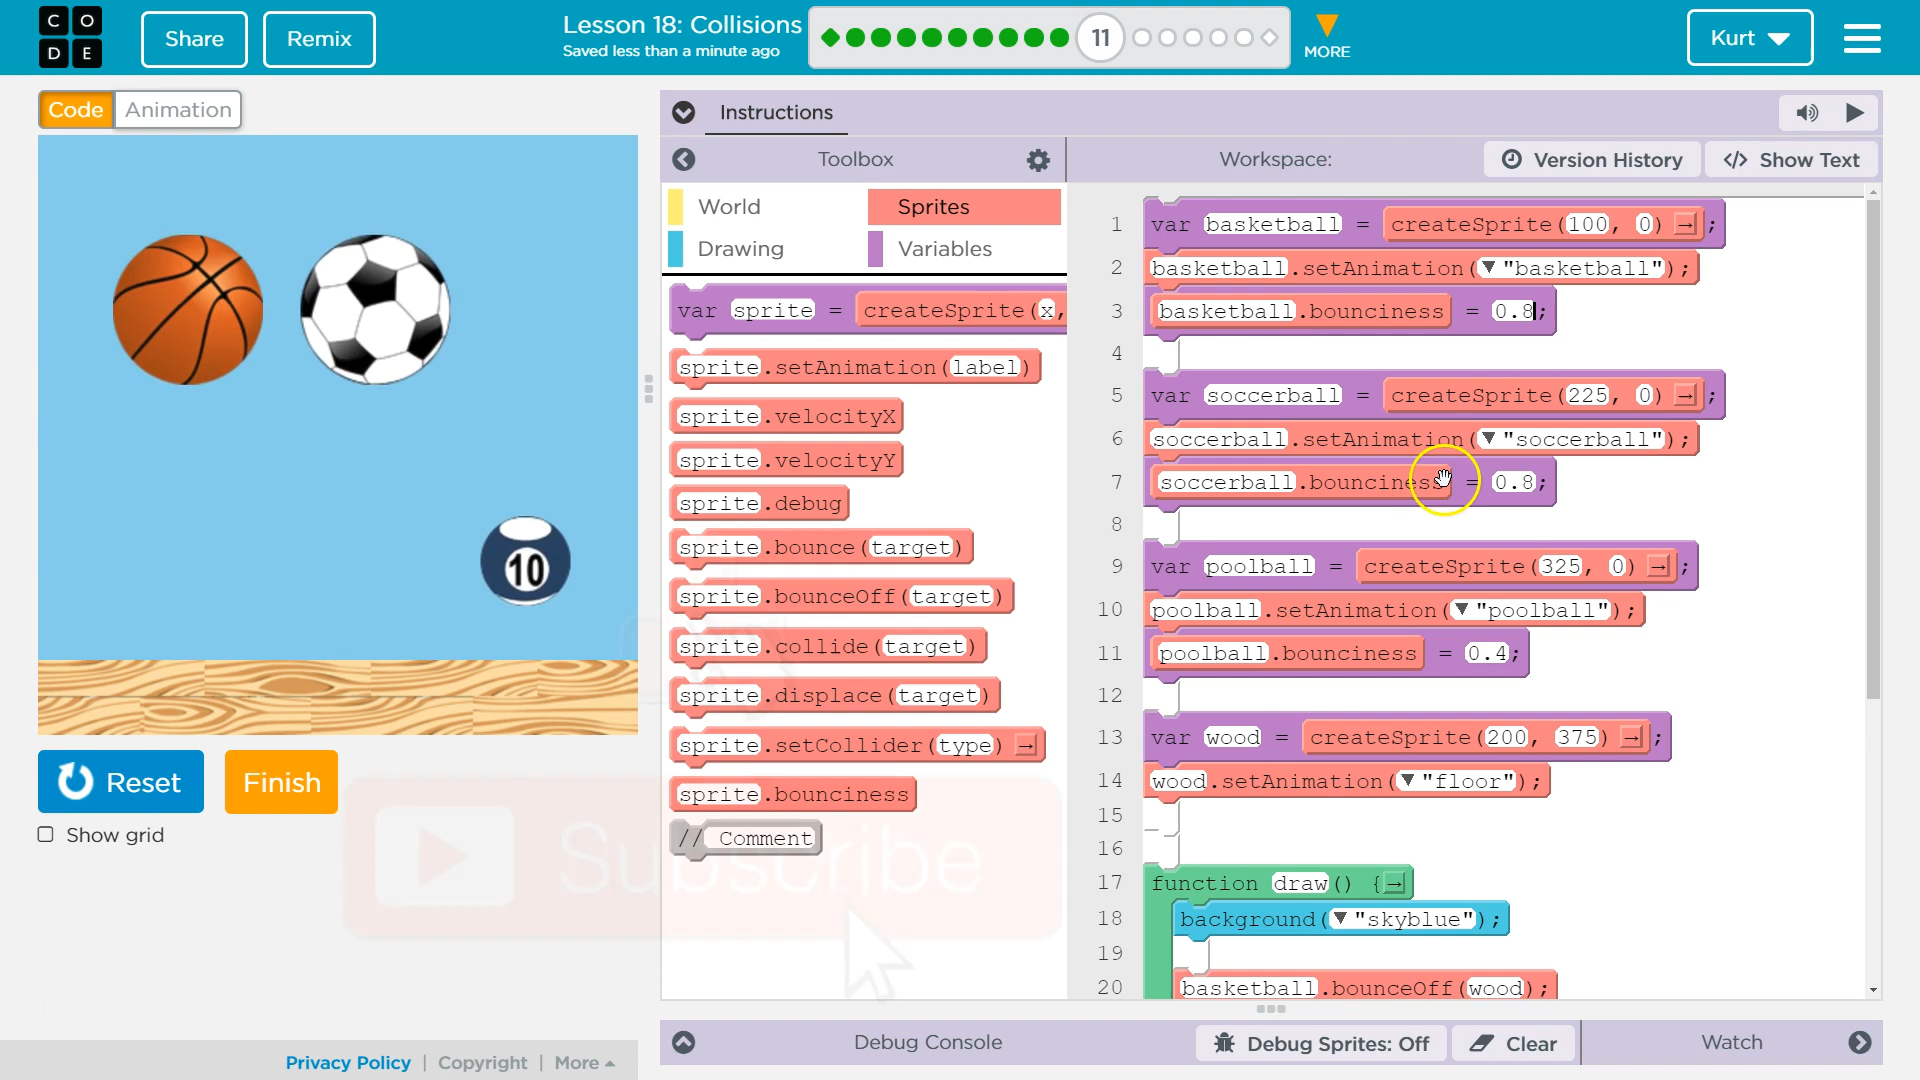 CODE
Share
Remix
Lesson 18: Collisions
Saved less than a minute ago
11
MORE
Kurt
Code
Animation
10
Reset
Finish
Show grid
Privacy Policy | Copyright | More
Instructions
Toolbox
Workspace:
Version History
</> Show Text
World
Sprites
Drawing
Variables
var sprite = createSprite(x,
sprite.setAnimation(label)
sprite.velocityX
sprite.velocityY
sprite.debug
sprite.bounce(target)
sprite.bounceOff(target)
sprite.collide(target)
sprite.displace(target)
sprite.setCollider(type)
sprite.bounciness
// Comment
Subscribe
1 var basketball = createSprite(100, 0);
2 basketball.setAnimation("basketball");
3 basketball.bounciness = 0.8;
4
5 var soccerball = createSprite(225, 0);
6 soccerball.setAnimation("soccerball");
7 soccerball.bounciness = 0.8;
8
9 var poolball = createSprite(325, 0);
10 poolball.setAnimation("poolball");
11 poolball.bounciness = 0.4;
12
13 var wood = createSprite(200, 375);
14 wood.setAnimation("floor");
15
16
17 function draw() {
18 background("skyblue");
19
20 basketball.bounceOff(wood);
Debug Console
Debug Sprites: Off
Clear
Watch